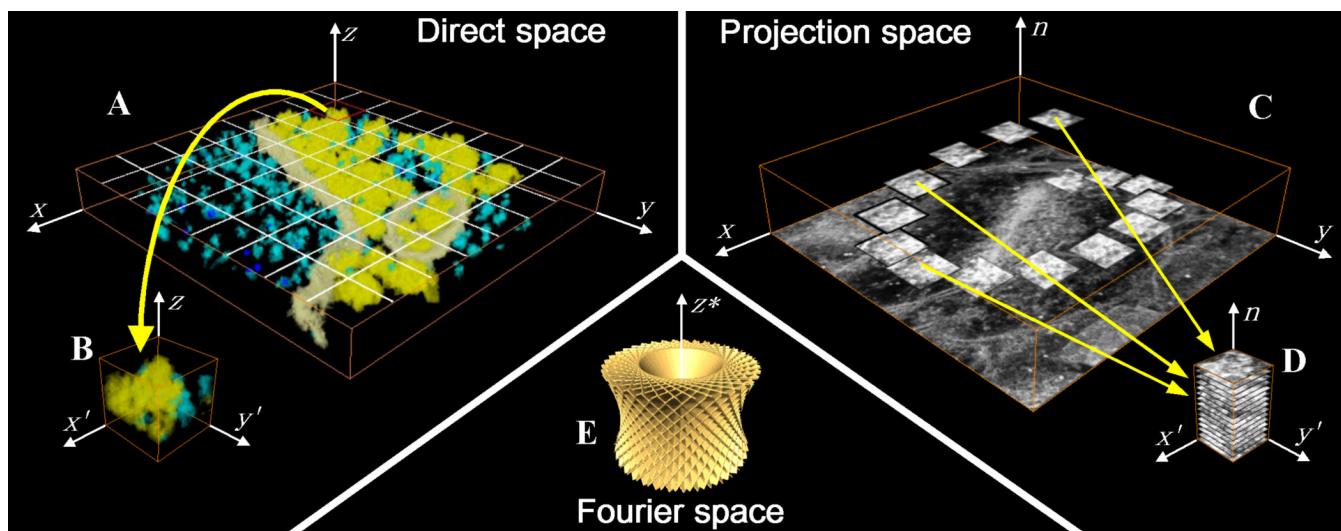 Direct space
z
A
x
y
B
z
x'
y'
Projection space
n
C
x
y
n
D
x'
y'
z*
E
Fourier space